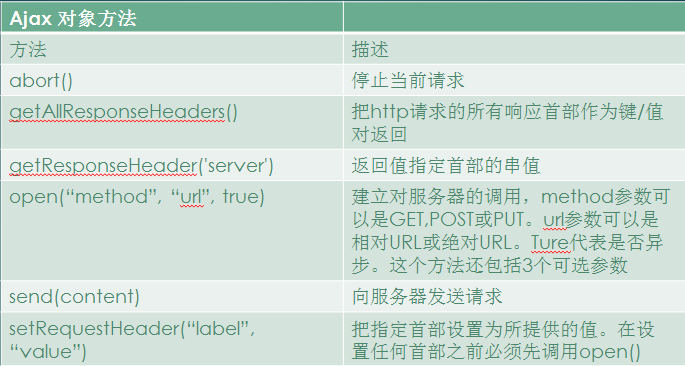 Ajax 对象方法
方法
描述
abort()
停止当前请求
getAllResponseHeaders()
把http请求的所有响应首部作为键/值
对返回
getResponseHeader('server')
返回值指定首部的串值
open(“method”, “url”, true)
建立对服务器的调用，method参数可
以是GET,POST或PUT。url参数可以是
相对URL或绝对URL。Ture代表是否异
步。这个方法还包括3个可选参数
send(content)
向服务器发送请求
setRequestHeader(“label”,
“value”)
把指定首部设置为所提供的值。在设
置任何首部之前必须先调用open()